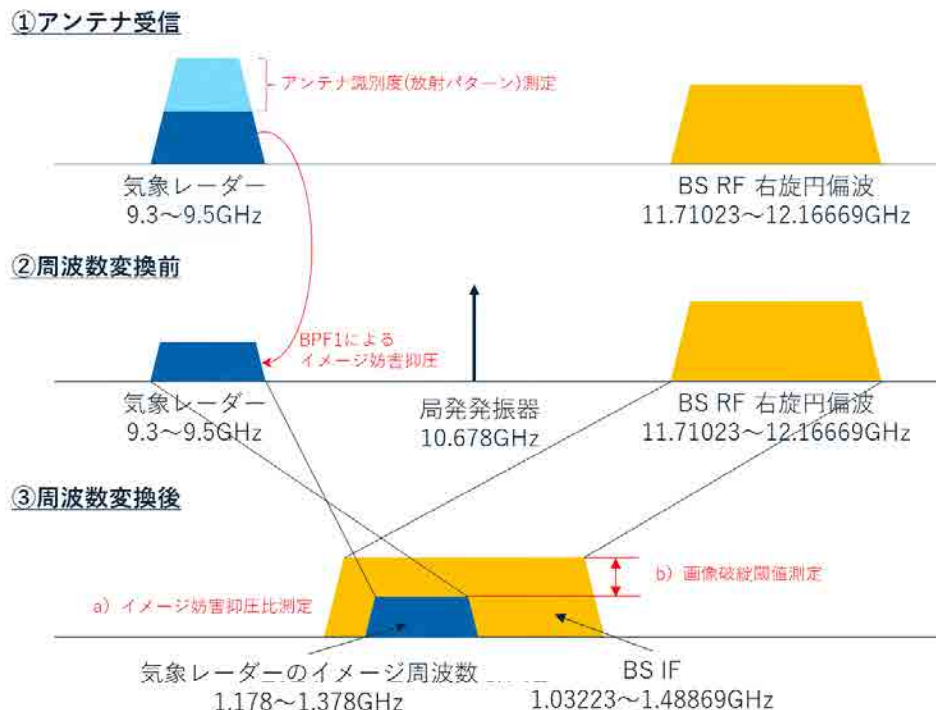 ①アンテナ受信
アンテナ識別度(放射パターン)測定
気象レーダー
9.3～9.5GHz
BS RF 右旋円偏波
11.71023～12.16669GHz
②周波数変換前
BPF1による
イメージ妨害抑圧
気象レーダー
9.3～9.5GHz
局発発振器
10.678GHz
BS RF 右旋円偏波
11.71023～12.16669GHz
③周波数変換後
b）画像破綻閾値測定
a）イメージ妨害抑圧比測定
気象レーダーのイメージ周波数
1.178～1.378GHz
BS IF
1.03223～1.48869GHz